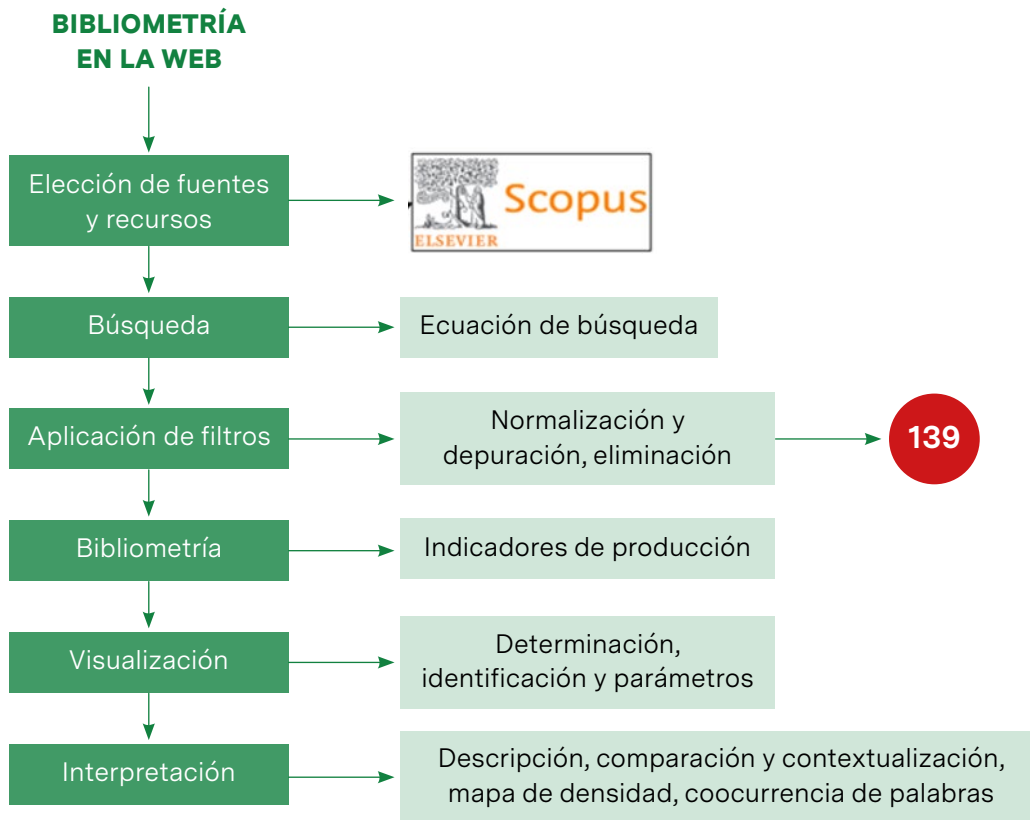 BIBLIOMETRÍA
EN LA WEB
Elección de fuentes
y recursos
Scopus
ELSEVIER
Búsqueda
Ecuación de búsqueda
Aplicación de filtros
Normalización y
depuración, eliminación
139
Bibliometría
Indicadores de producción
Visualización
Determinación,
identificación y parámetros
Interpretación
Descripción, comparación y contextualización,
mapa de densidad, coocurrencia de palabras